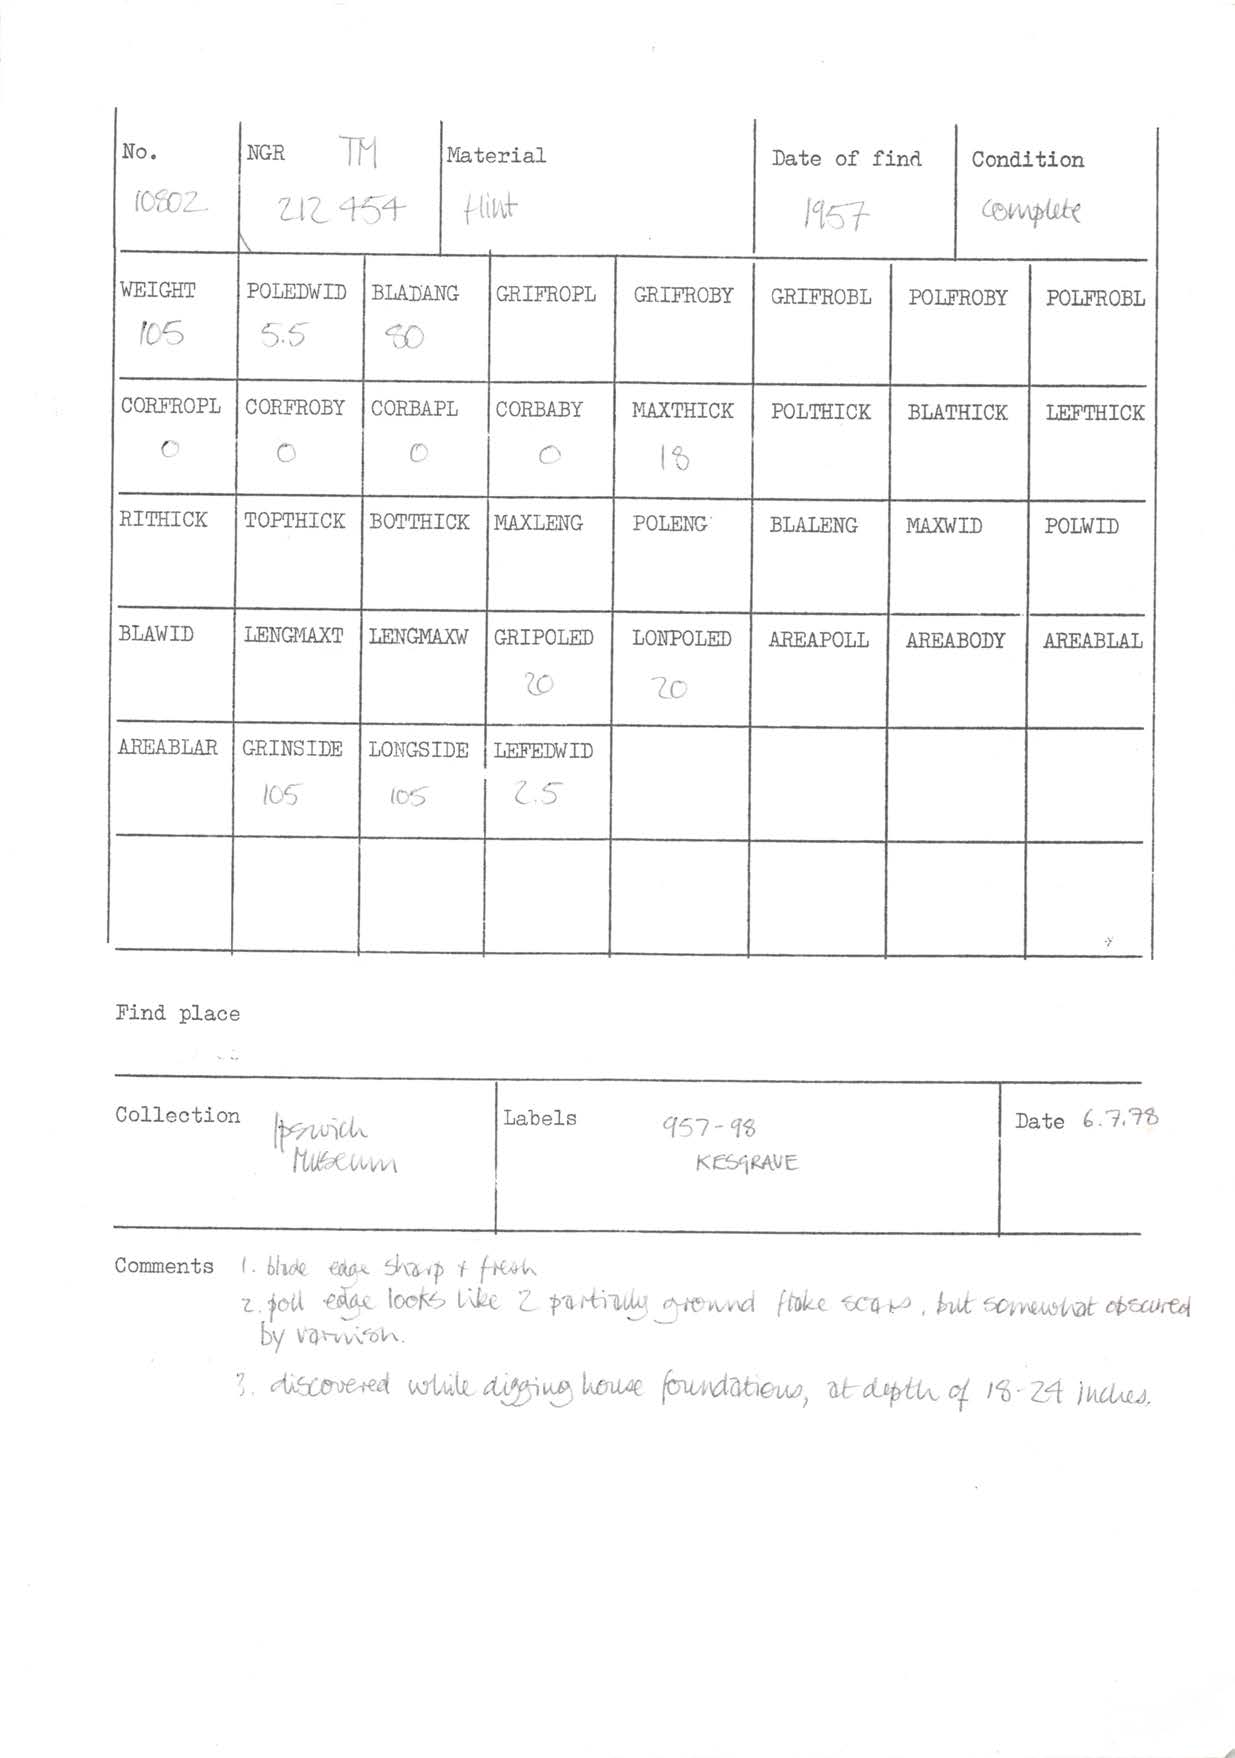 No. NGR TM Material Date of find Condition
10802 212 454 flint 1957 complete
WEIGHT POLEDWID BLADANG GRIFROPL GRIFROBY GRIFROBL POLFROBY POLFROBL
105 5.5 80
CORFROPL CORFROBY CORBAPL CORBABY MAXTHICK POLTHICK BLATHICK LEFTHICK
0 0 0 0 18
RITHICK TOPTHICK BOTTHICK MAXLENG POLENG BLALENG MAXWID POLWID
BLAWID LENGMAXT LENGMAXW GRIPOLED LONPOLED AREAPOLL AREABODY AREABLAL
20 20
AREABLAR GRINSIDE LONGSIDE LEFEDWID
105 105 2.5
Find place
Collection Ipswich Labels 957-98 Date 6.7.78
Museum KESGRAVE
Comments 1. blade edge sharp + fresh
2. poll edge looks like 2 partially ground flake scars, but somewhat obscured
by varnish.
3. discovered while digging house foundations, at depth of 18-24 inches.